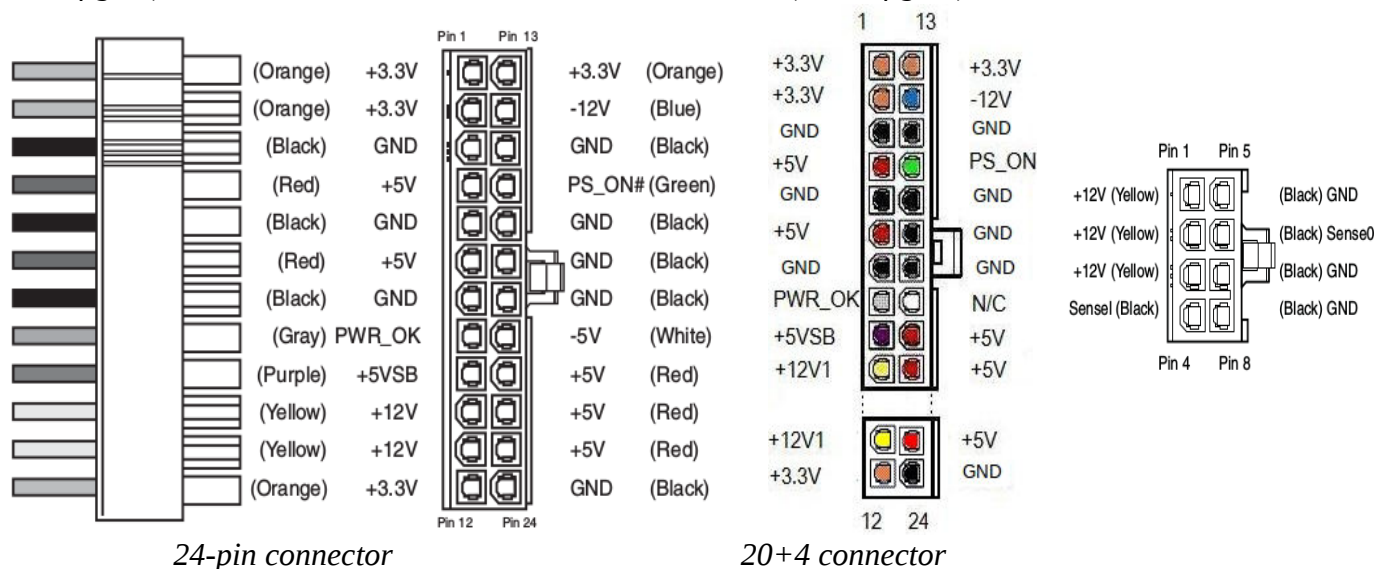 Pin 1 Pin 13
(Orange) +3.3V +3.3V (Orange)
(Orange) +3.3V -12V (Blue)
(Black) GND GND (Black)
(Red) +5V PS_ON# (Green)
(Black) GND GND (Black)
(Red) +5V GND (Black)
(Black) GND GND (Black)
(Gray) PWR_OK -5V (White)
(Purple) +5VSB +5V (Red)
(Yellow) +12V +5V (Red)
(Yellow) +12V +5V (Red)
(Orange) +3.3V GND (Black)
Pin 12 Pin 24
24-pin connector
1 13
+3.3V +3.3V
+3.3V -12V
GND GND
+5V PS_ON
GND GND
+5V GND
GND GND
PWR_OK N/C
+5VSB +5V
+12V1 +5V
+12V1 +5V
+3.3V GND
12 24
20+4 connector
Pin 1 Pin 5
+12V (Yellow) (Black) GND
+12V (Yellow) (Black) Sense0
+12V (Yellow) (Black) GND
Sensel (Black) (Black) GND
Pin 4 Pin 8